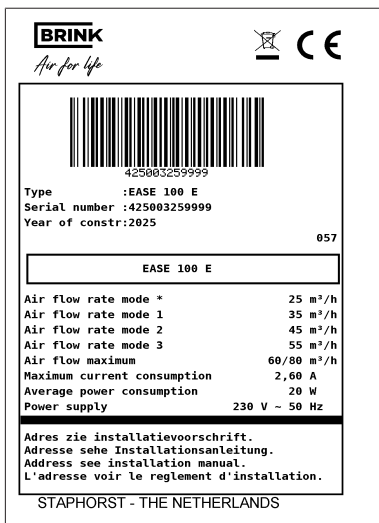 BRINK
Air for life
CE
425003259999
Type :EASE 100 E
Serial number :425003259999
Year of constr:2025
057
EASE 100 E
Air flow rate mode * 25 m³/h
Air flow rate mode 1 35 m³/h
Air flow rate mode 2 45 m³/h
Air flow rate mode 3 55 m³/h
Air flow maximum 60/80 m³/h
Maximum current consumption 2,60 A
Average power consumption 20 W
Power supply 230 V ~ 50 Hz
Adres zie installatievoorschrift.
Adresse sehe Installationsanleitung.
Address see installation manual.
L'adresse voir le reglement d'installation.
STAPHORST - THE NETHERLANDS